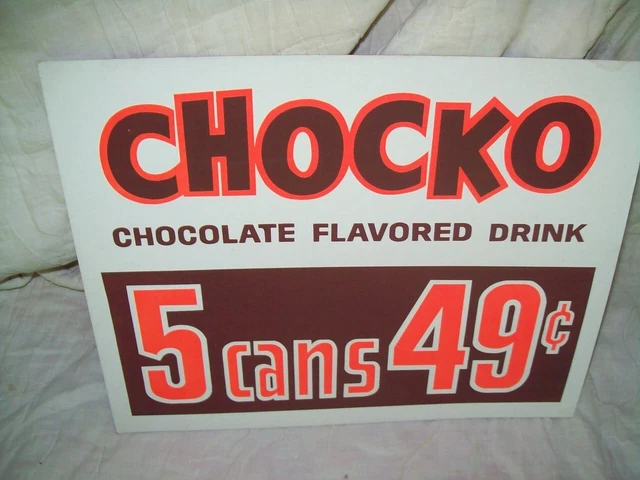 CHOCKO
CHOCOLATE FLAVORED DRINK
5 cans 49¢